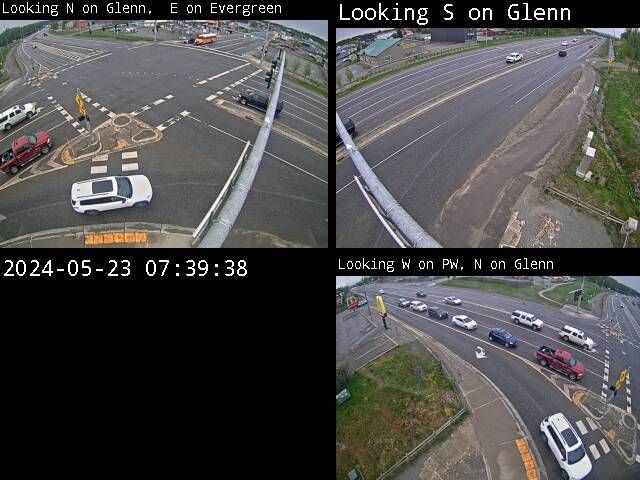 Looking N on Glenn, E on Evergreen
Looking S on Glenn
2024-05-23 07:39:38
Looking W on PW, N on Glenn